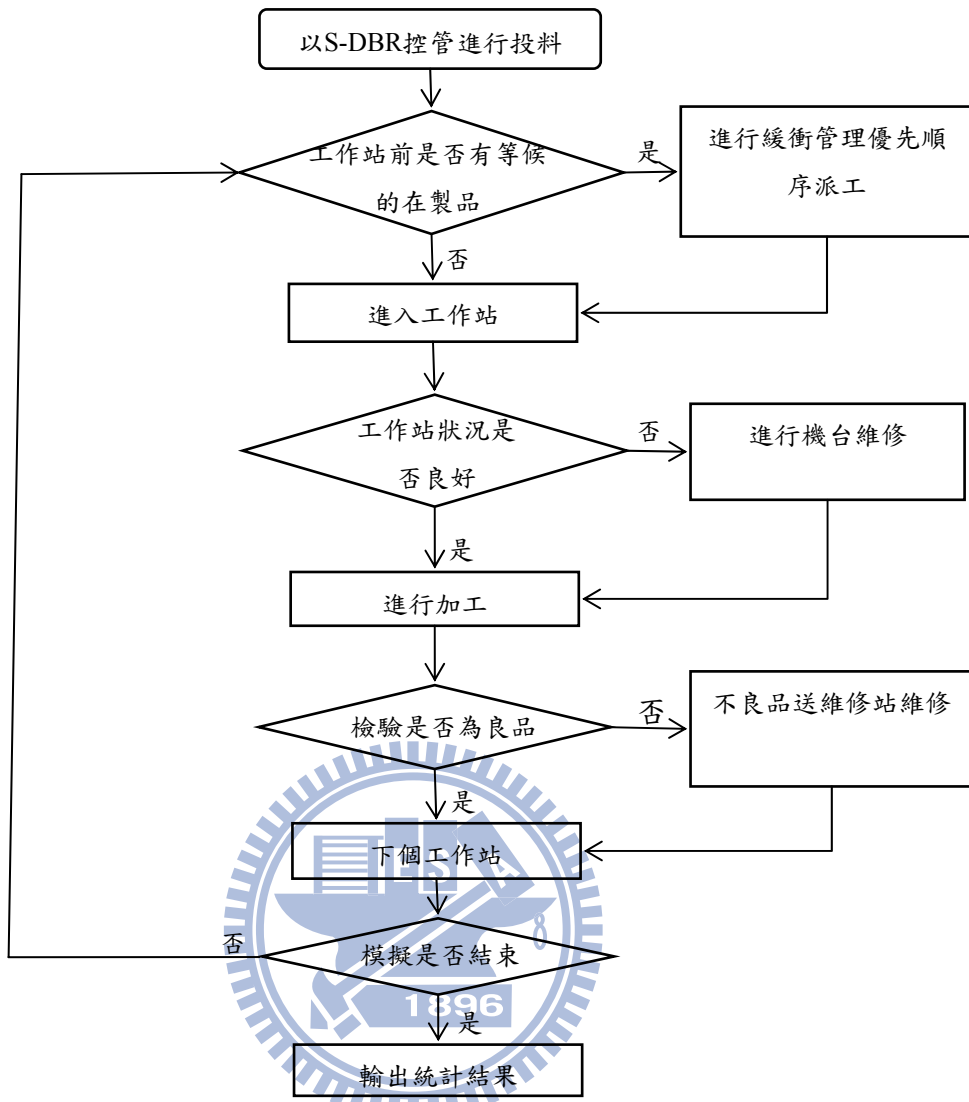 以S-DBR控管進行投料
工作站前是否有等候
的在製品
是
進行緩衝管理優先順
序派工
否
進入工作站
工作站狀況是
否良好
否
進行機台維修
是
進行加工
檢驗是否為良品
否
不良品送維修站維修
是
下個工作站
ESA
8
否
模擬是否結束
1896
是
輸出統計結果